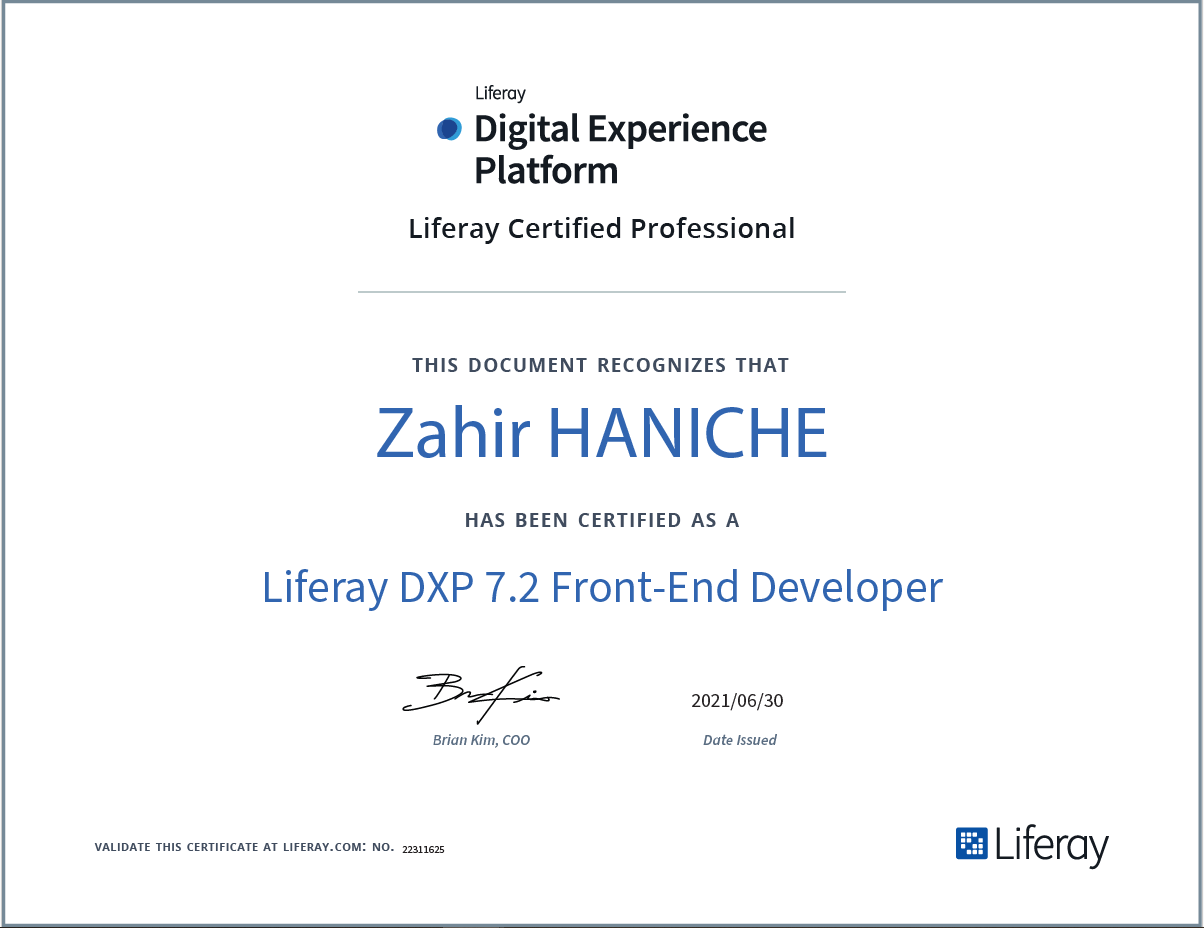 Liferay
Digital Experience
Platform
Liferay Certified Professional
THIS DOCUMENT RECOGNIZES THAT
Zahir HANICHE
HAS BEEN CERTIFIED AS A
Liferay DXP 7.2 Front-End Developer
2021/06/30
Brian Kim, COO
Date Issued
VALIDATE THIS CERTIFICATE AT LIFERAY.COM: NO. 22311625
Liferay